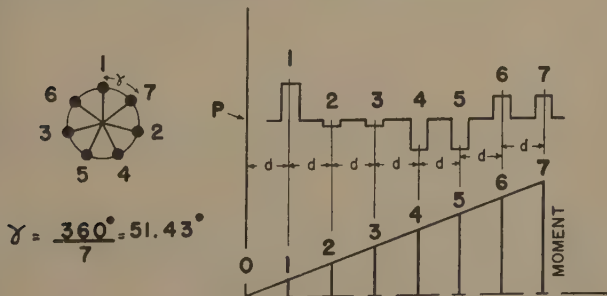 1
γ
6 7
3 2
5 4
γ = 360° / 7 = 51.43°
P
1 2 3 4 5 6 7
d d d d d d d
0 1 2 3 4 5 6 7
MOMENT